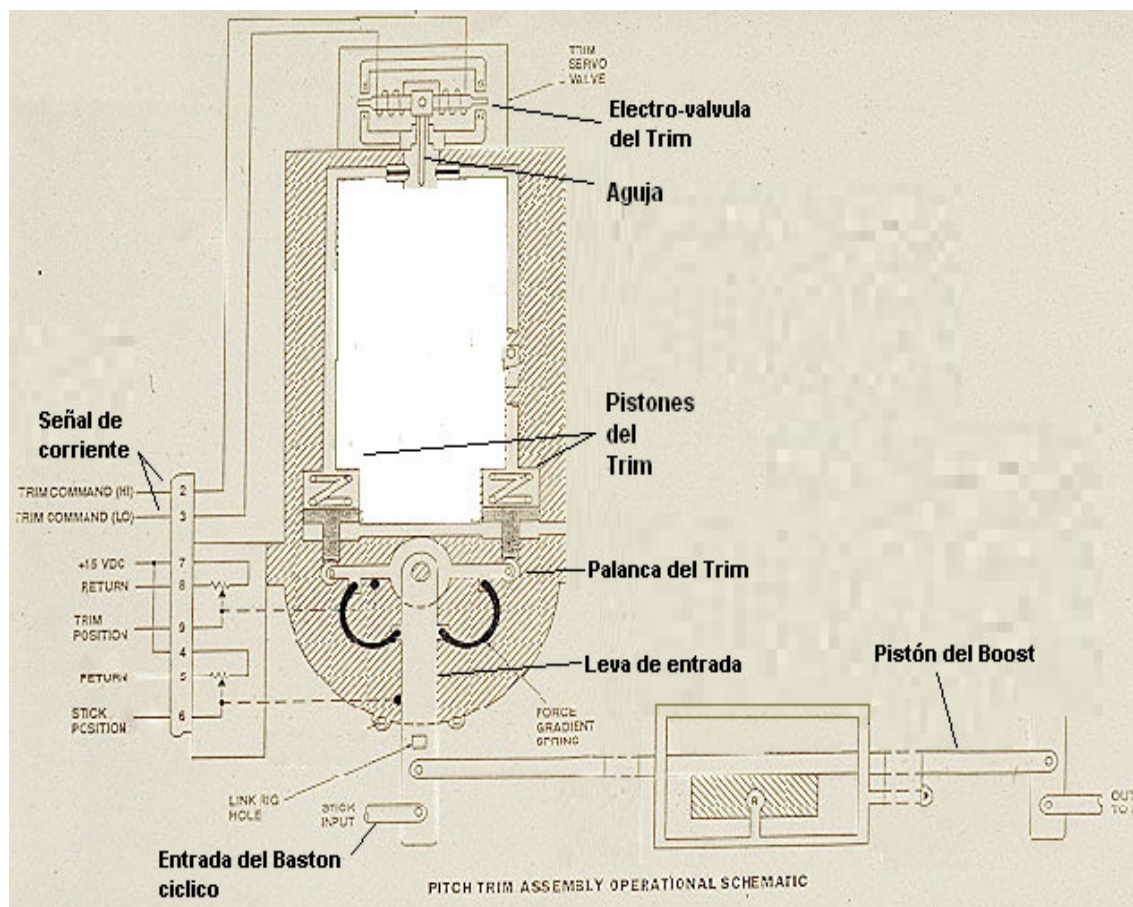 TRIM
SERVO
VALVE
Electro-valvula
del Trim
Aguja
Pistones
del
Trim
Señal de
corriente
TRIM COMMAND (HI)
2
TRIM COMMAND (LO)
3
+15 VDC
7
RETURN
8
TRIM
POSITION
9
4
RETURN
5
STICK
POSITION
6
Palanca del Trim
Leva de entrada
Pistón del Boost
FORCE
GRADIENT
SPRING
LINK RIG
HOLE
STICK
INPUT
Entrada del Baston
ciclico
OUT
TO
PITCH TRIM ASSEMBLY OPERATIONAL SCHEMATIC